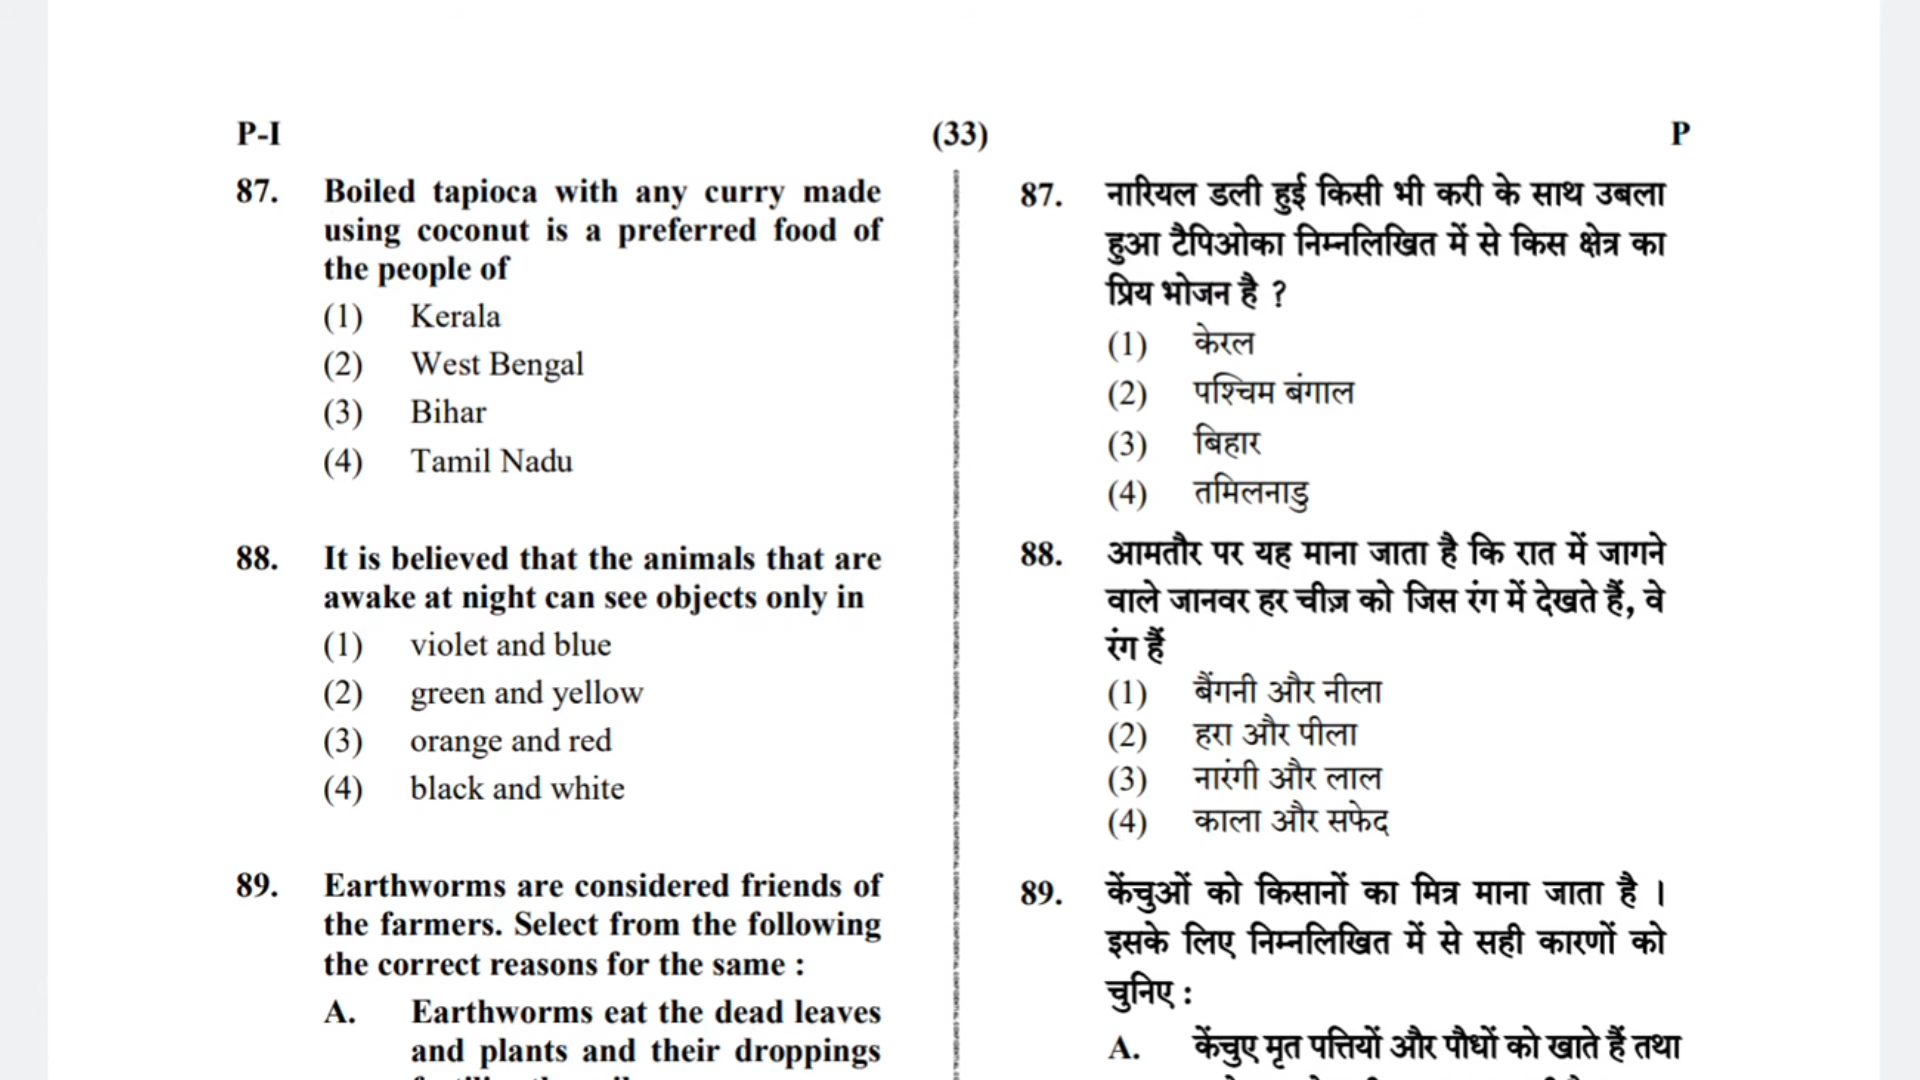 P-I
(33)
P
87. Boiled tapioca with any curry made
using coconut is a preferred food of
the people of
(1) Kerala
(2) West Bengal
(3) Bihar
(4) Tamil Nadu
88. It is believed that the animals that are
awake at night can see objects only in
(1) violet and blue
(2) green and yellow
(3) orange and red
(4) black and white
89. Earthworms are considered friends of
the farmers. Select from the following
the correct reasons for the same :
A. Earthworms eat the dead leaves
and plants and their droppings
87. नारियल डली हुई किसी भी करी के साथ उबला
हुआ टैपिओका निम्नलिखित में से किस क्षेत्र का
प्रिय भोजन है ?
(1) केरल
(2) पश्चिम बंगाल
(3) बिहार
(4) तमिलनाडु
88. आमतौर पर यह माना जाता है कि रात में जागने
वाले जानवर हर चीज़ को जिस रंग में देखते हैं, वे
रंग हैं
(1) बैंगनी और नीला
(2) हरा और पीला
(3) नारंगी और लाल
(4) काला और सफेद
89. केंचुओं को किसानों का मित्र माना जाता है ।
इसके लिए निम्नलिखित में से सही कारणों को
चुनिए :
A. केंचुए मृत पत्तियों और पौधों को खाते हैं तथा